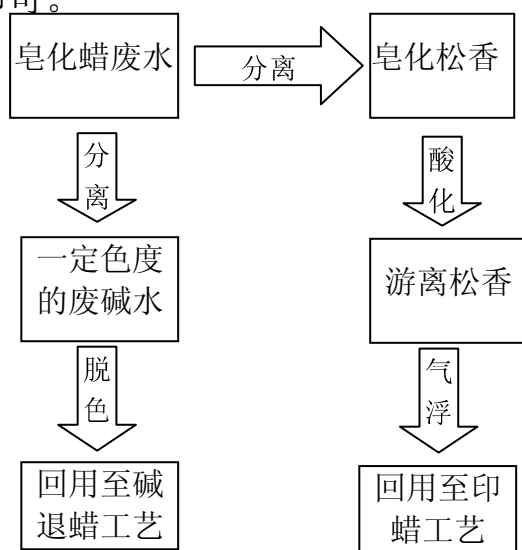 皂化蜡废水
分离
皂化松香
分
离
酸
化
一定色度
的废碱水
游离松香
脱
色
气
浮
回用至碱
退蜡工艺
回用至印
蜡工艺